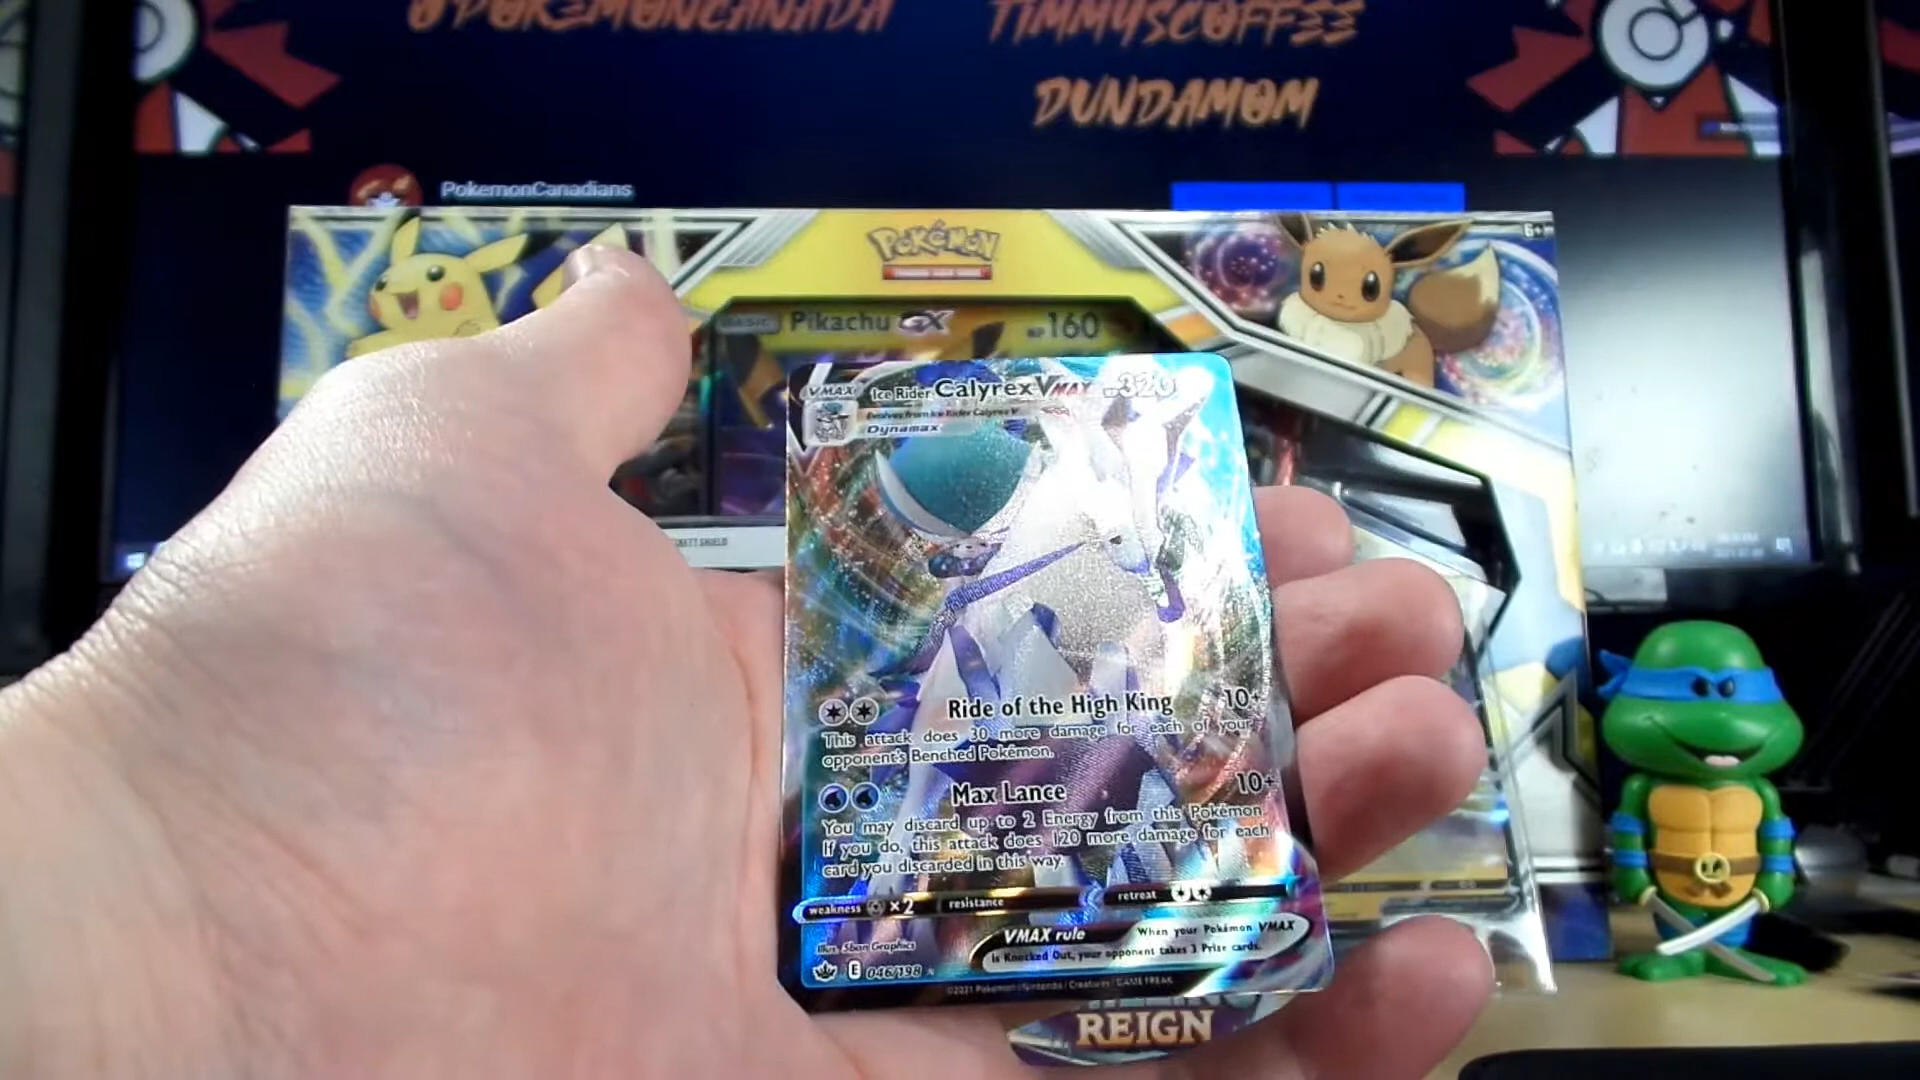 @POKEMONCANADA
TIMMYSCOFFEE
DUNDAMOM
PokemonCanadians
POKéMON
6+
BASIC Pikachu GX HP160
VMAX Ice Rider Calyrex VMAX 320
Evolves from Ice Rider Calyrex V
Dynamax
Ride of the High King 10+
This attack does 30 more damage for each of your
opponent's Benched Pokémon.
Max Lance 10+
You may discard up to 2 Energy from this Pokémon.
If you do, this attack does 120 more damage for each
card you discarded in this way.
weakness ×2 resistance retreat
VMAX rule When your Pokémon VMAX
is Knocked Out, your opponent takes 3 Prize cards.
Illus. 5ban Graphics
E 046/198
©2021 Pokémon / Nintendo / Creatures / GAME FREAK
REIGN